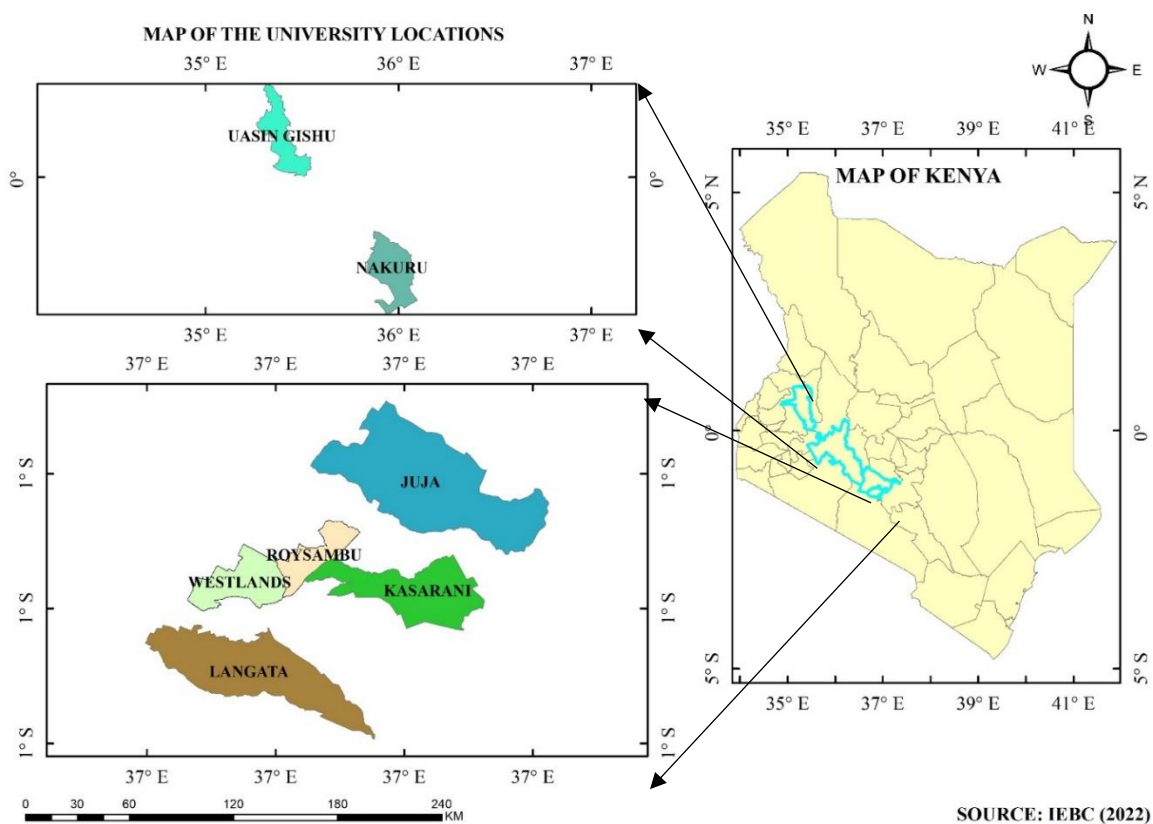 MAP OF THE UNIVERSITY LOCATIONS
35° E 36° E 37° E
UASIN GISHU
0° 0°
NAKURU
35° E 36° E 37° E
37° E 37° E 37° E 37° E
JUJA
1° S 1° S
ROYSAMBU
WESTLANDS
KASARANI
1° S 1° S
LANGATA
1° S 1° S
37° E 37° E 37° E 37° E
0 30 60 120 180 240
KM
N
W E
S
35° E 37° E 39° E 41° E
MAP OF KENYA
5° N 5° N
0° 0°
5° S 5° S
35° E 37° E 39° E 41° E
SOURCE: IEBC (2022)